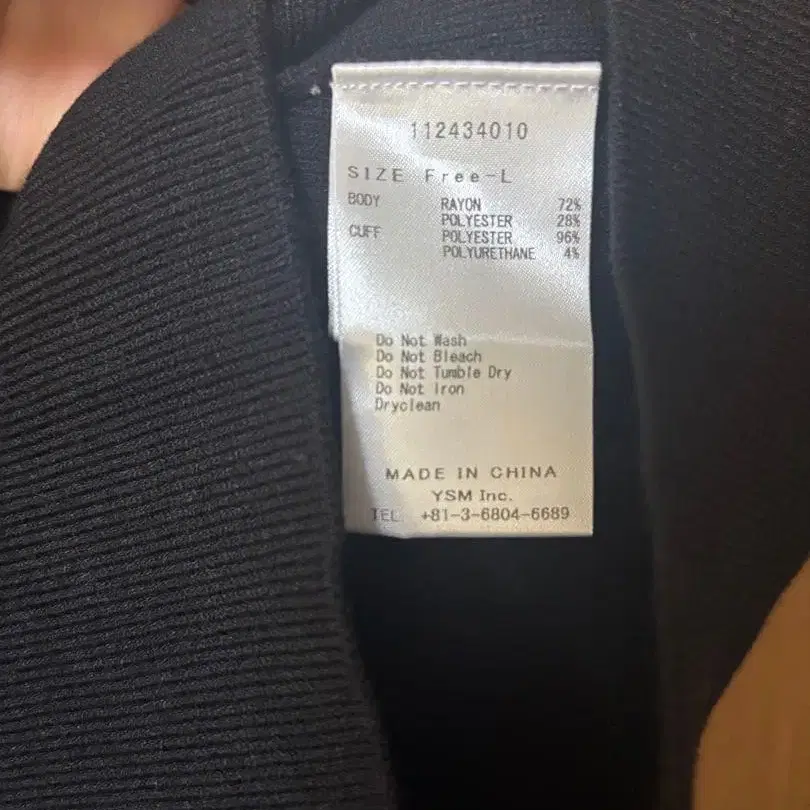 112434010
SIZE Free-L
BODY RAYON 72%
POLYESTER 28%
CUFF POLYESTER 96%
POLYURETHANE 4%
Do Not Wash
Do Not Bleach
Do Not Tumble Dry
Do Not Iron
Dryclean
MADE IN CHINA
YSM Inc.
TEL. +81-3-6804-6689